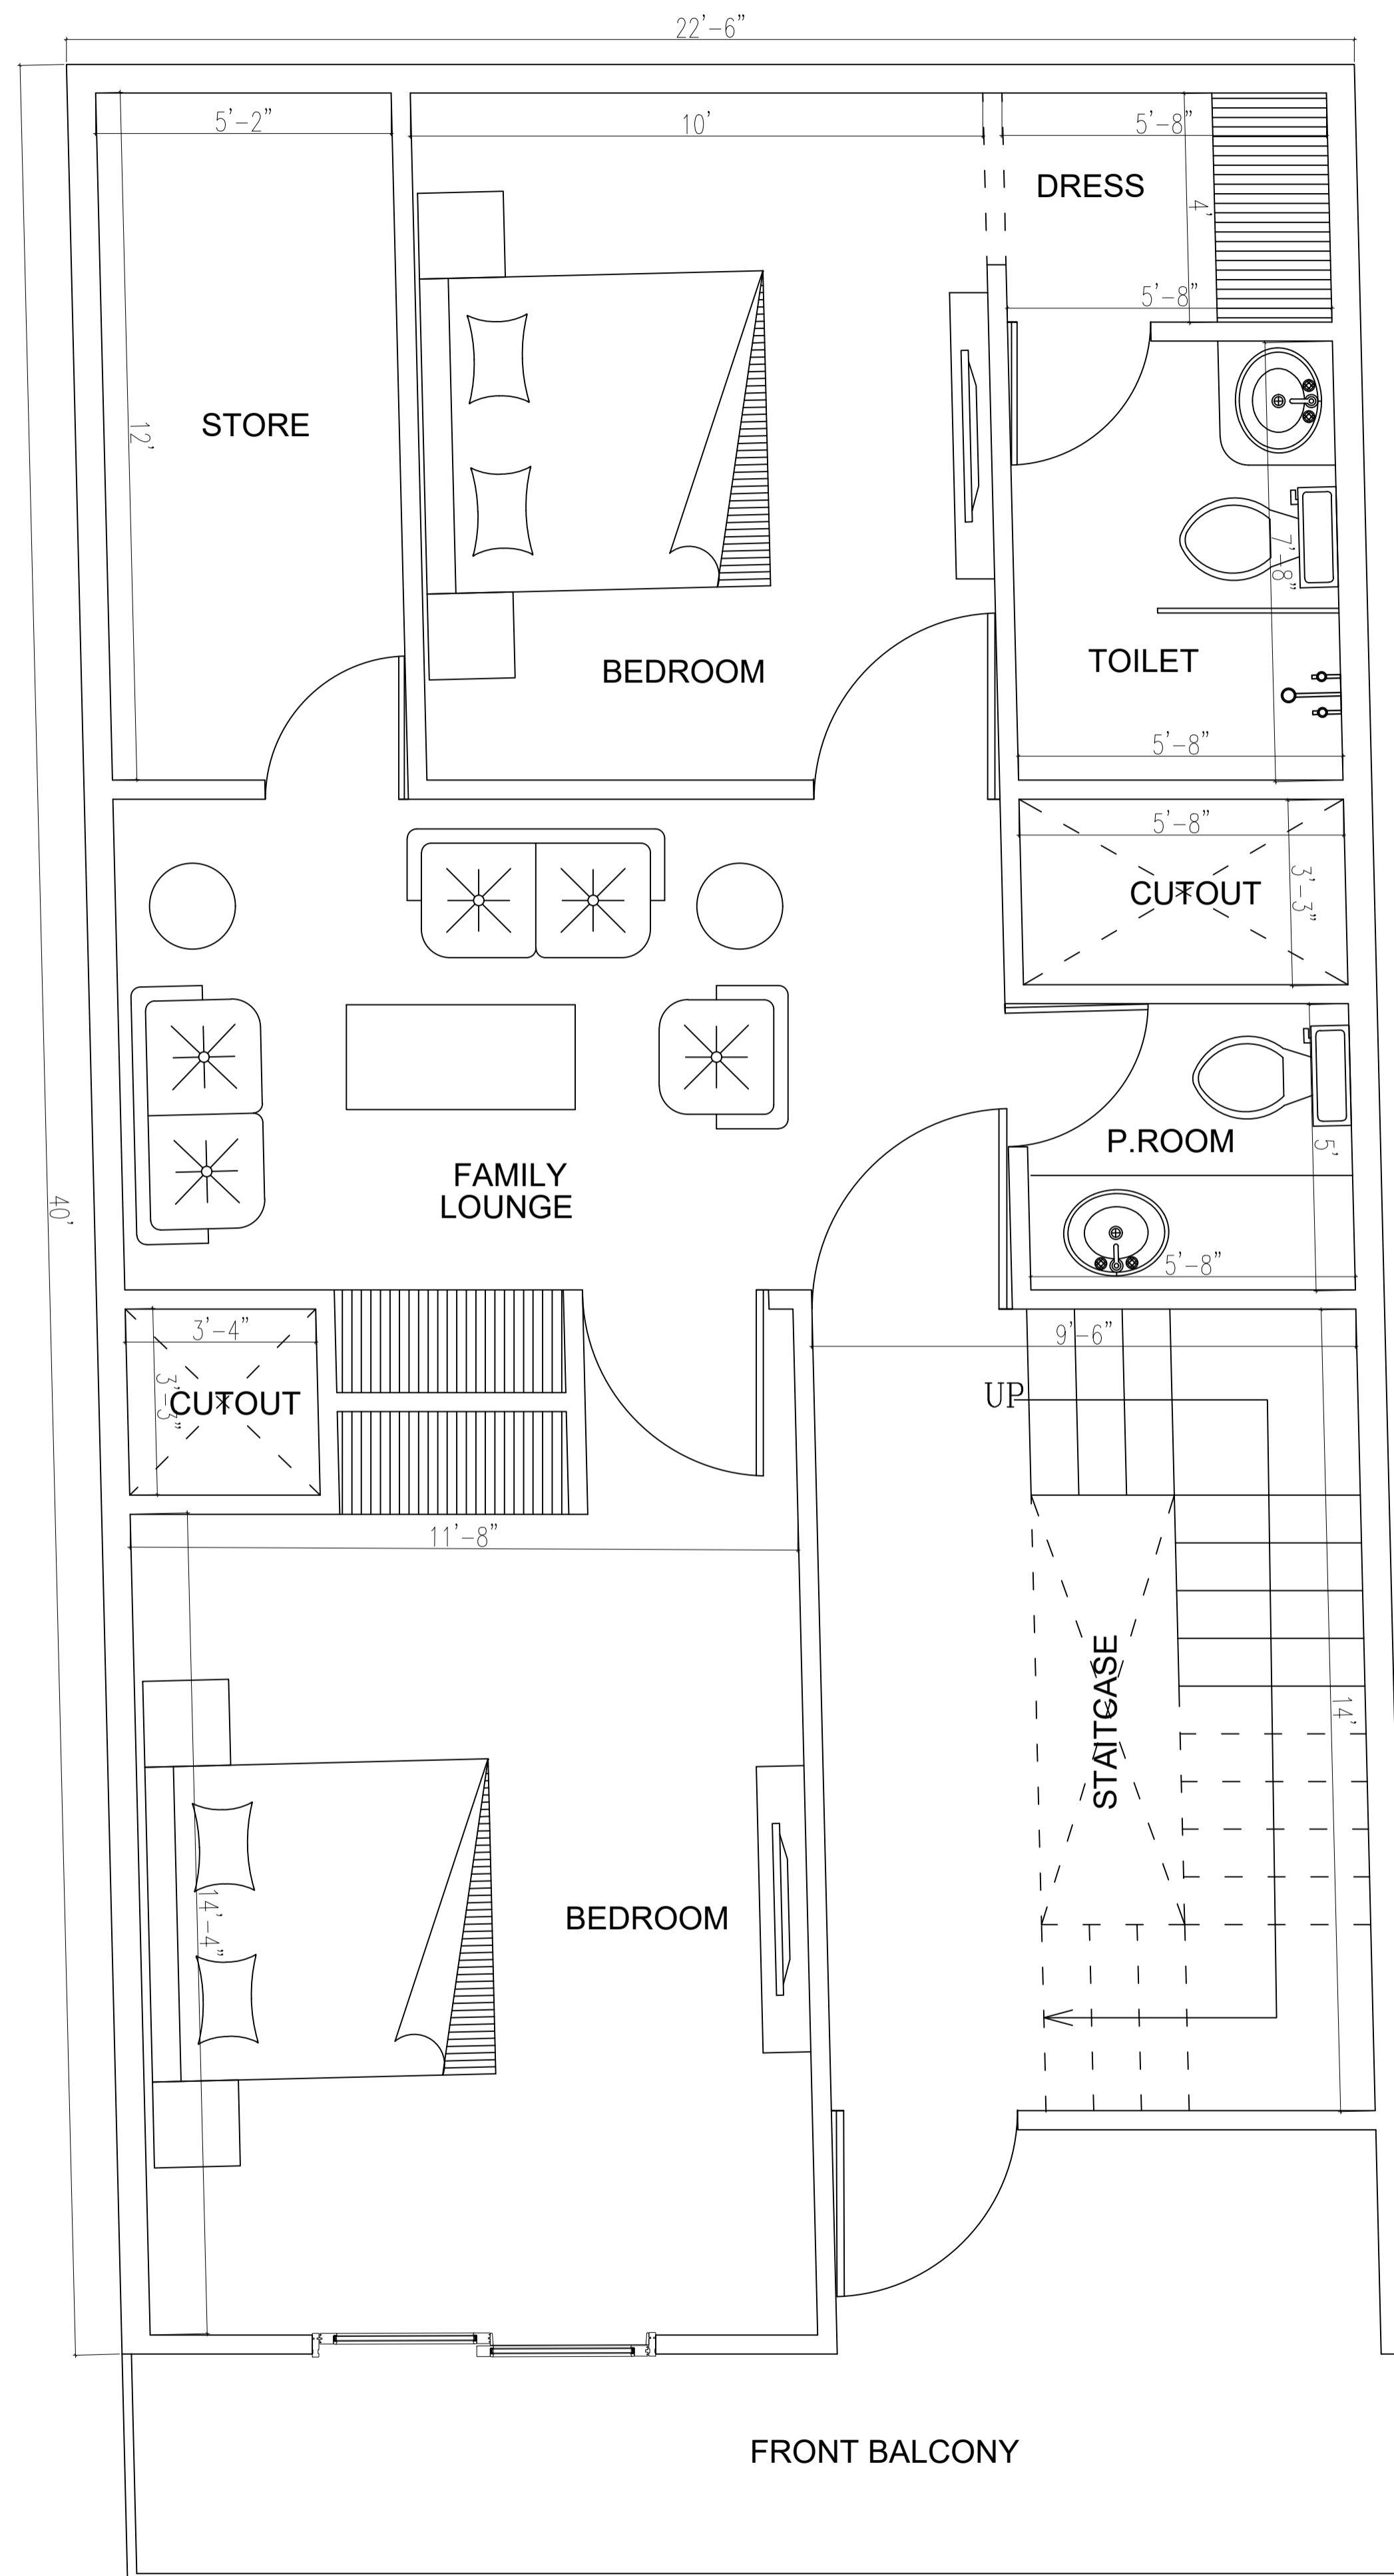 22'-6"
5'-2"
10'
5'-8"
DRESS
4'
5'-8"
12'
STORE
7'-8"
BEDROOM
TOILET
5'-8"
5'-8"
CUTOUT
3'-3"
P.ROOM
5'
FAMILY
LOUNGE
40'
5'-8"
3'-4"
9'-6"
3'-3"
CUTOUT
UP
11'-8"
STAITCASE
14'
14'-4"
BEDROOM
FRONT BALCONY